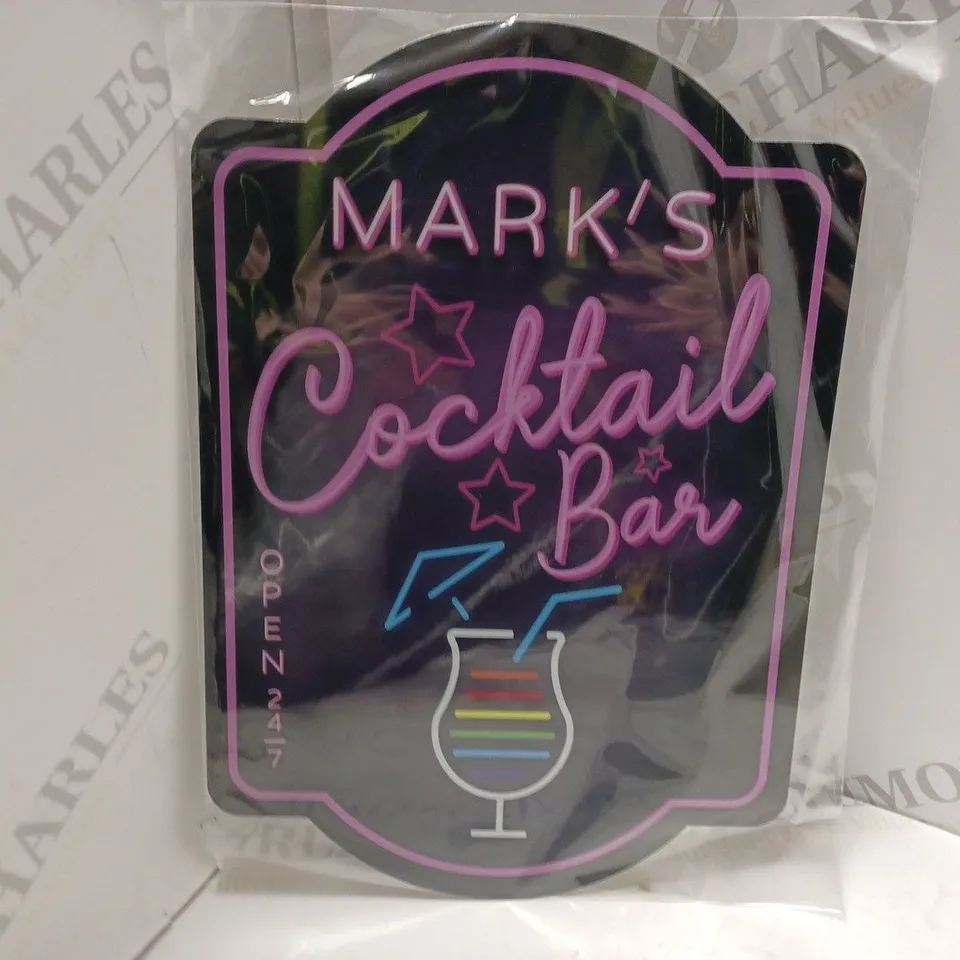 MARK'S
Cocktail
Bar
OPEN 24/7
CHARLES
CHARLES
CHARLES